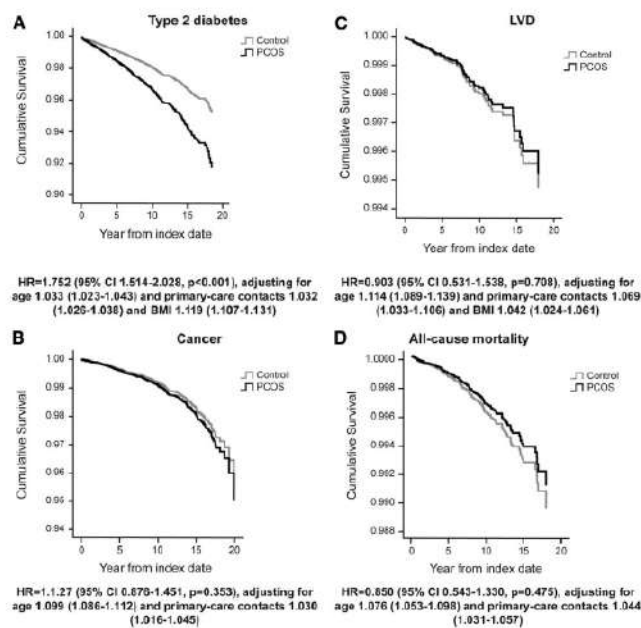 A
Type 2 diabetes
Control
PCOS
1.00
0.98
0.96
0.94
0.92
0.90
Cumulative Survival
0 5 10 15 20
Year from index date
HR=1.752 (95% CI 1.514-2.028, p<0.001), adjusting for
age 1.033 (1.023-1.043) and primary-care contacts 1.032
(1.026-1.038) and BMI 1.119 (1.107-1.131)
C
LVD
Control
PCOS
1.000
0.999
0.998
0.996
0.995
0.994
Cumulative Survival
0 5 10 15 20
Year from index date
HR=0.903 (95% CI 0.531-1.538, p=0.708), adjusting for
age 1.114 (1.089-1.139) and primary-care contacts 1.069
(1.033-1.106) and BMI 1.042 (1.024-1.061)
B
Cancer
Control
PCOS
1.00
0.99
0.98
0.97
0.96
0.94
Cumulative Survival
0 5 10 15 20
Year from index date
HR=1.1.27 (95% CI 0.876-1.451, p=0.353), adjusting for
age 1.099 (1.086-1.112) and primary-care contacts 1.030
(1.016-1.045)
D
All-cause mortality
Control
PCOS
1.0000
0.998
0.996
0.994
0.992
0.990
0.988
Cumulative Survival
0 5 10 15 20
Year from index date
HR=0.850 (95% CI 0.543-1.330, p=0.475), adjusting for
age 1.076 (1.053-1.098) and primary-care contacts 1.044
(1.031-1.057)